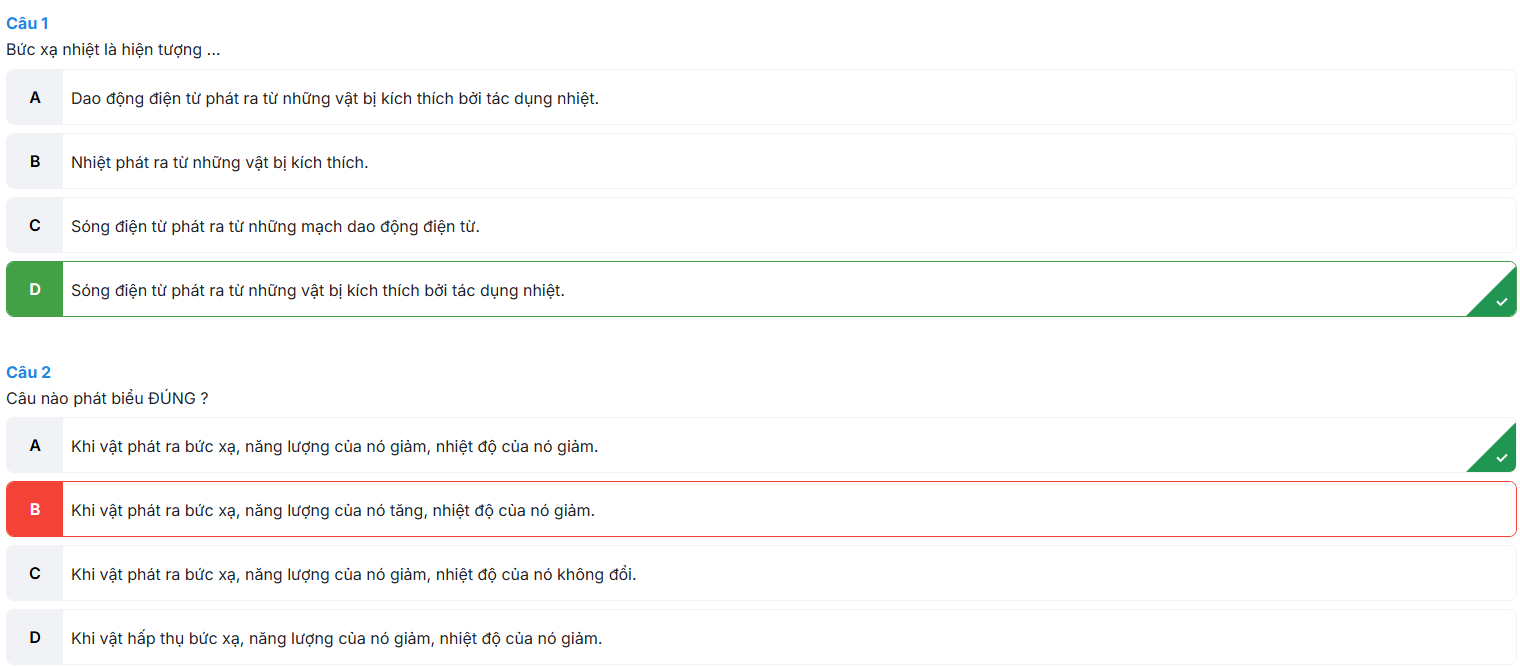 Câu 1
Bức xạ nhiệt là hiện tượng ...
A Dao động điện từ phát ra từ những vật bị kích thích bởi tác dụng nhiệt.
B Nhiệt phát ra từ những vật bị kích thích.
C Sóng điện từ phát ra từ những mạch dao động điện từ.
D Sóng điện từ phát ra từ những vật bị kích thích bởi tác dụng nhiệt.
Câu 2
Câu nào phát biểu ĐÚNG ?
A Khi vật phát ra bức xạ, năng lượng của nó giảm, nhiệt độ của nó giảm.
B Khi vật phát ra bức xạ, năng lượng của nó tăng, nhiệt độ của nó giảm.
C Khi vật phát ra bức xạ, năng lượng của nó giảm, nhiệt độ của nó không đổi.
D Khi vật hấp thụ bức xạ, năng lượng của nó giảm, nhiệt độ của nó giảm.